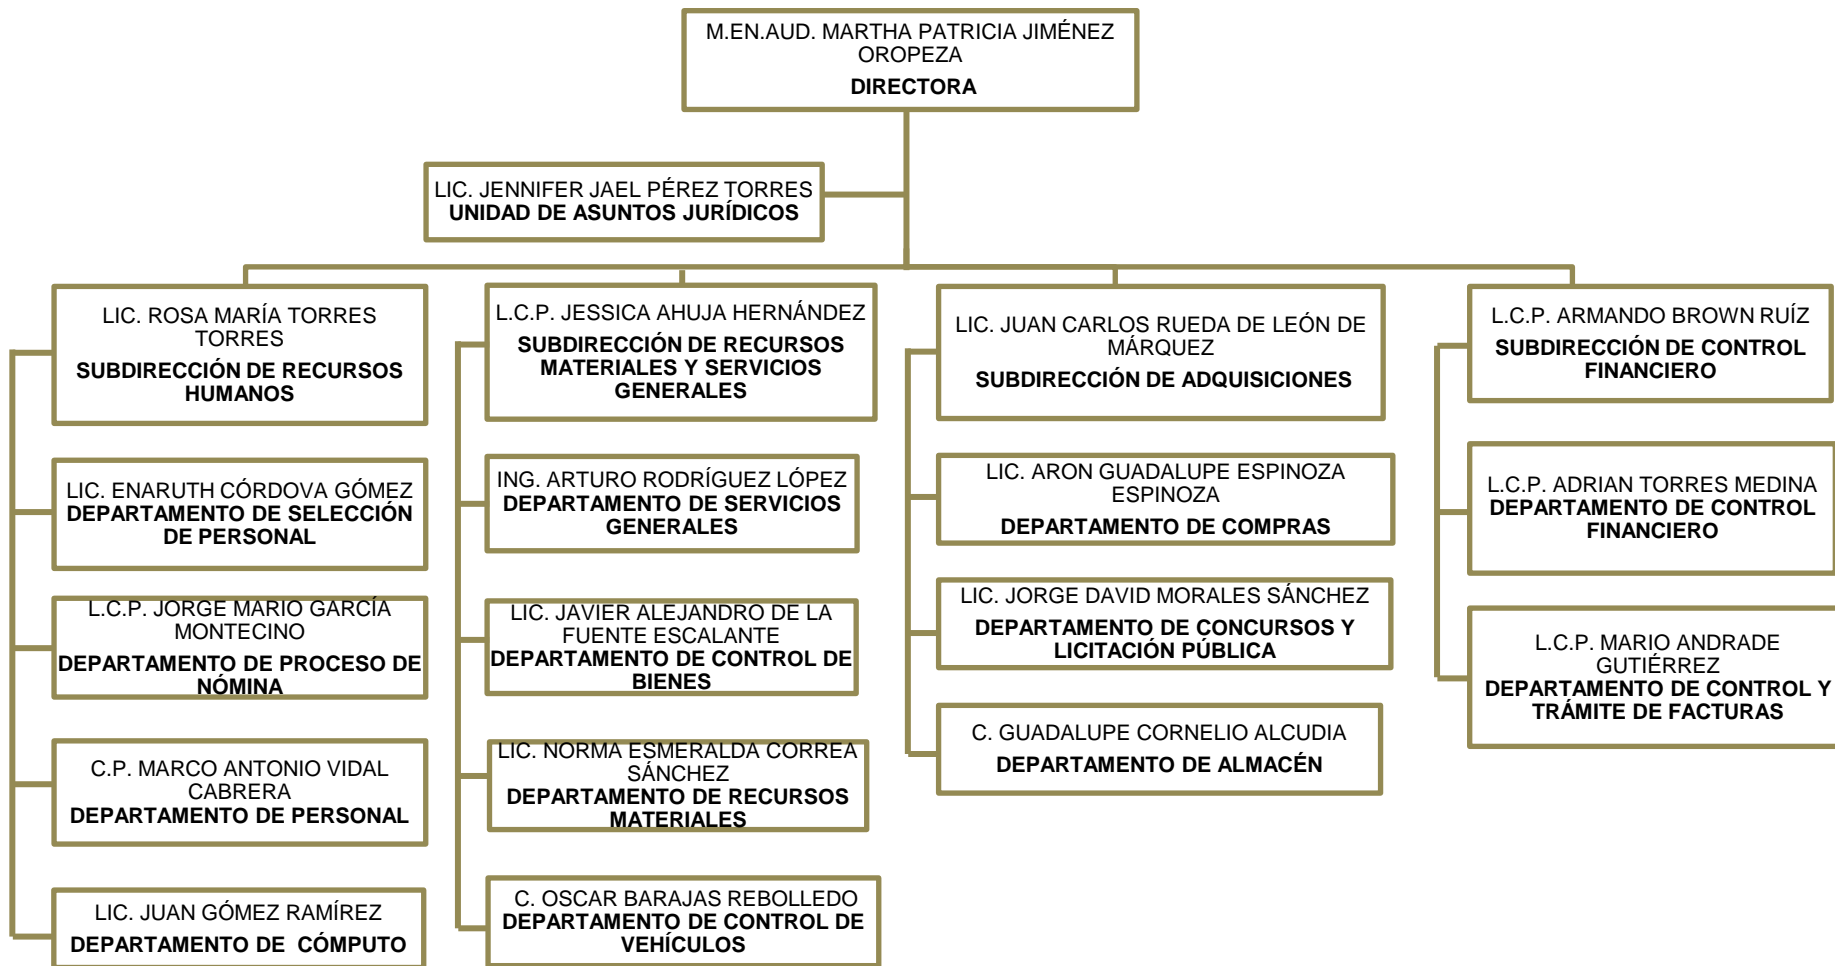 M.EN.AUD. MARTHA PATRICIA JIMÉNEZ
OROPEZA
DIRECTORA
LIC. JENNIFER JAEL PÉREZ TORRES
UNIDAD DE ASUNTOS JURÍDICOS
LIC. ROSA MARÍA TORRES
TORRES
SUBDIRECCIÓN DE RECURSOS
HUMANOS
LIC. ENARUTH CÓRDOVA GÓMEZ
DEPARTAMENTO DE SELECCIÓN
DE PERSONAL
L.C.P. JORGE MARIO GARCÍA
MONTECINO
DEPARTAMENTO DE PROCESO DE
NÓMINA
C.P. MARCO ANTONIO VIDAL
CABRERA
DEPARTAMENTO DE PERSONAL
LIC. JUAN GÓMEZ RAMÍREZ
DEPARTAMENTO DE  CÓMPUTO
L.C.P. JESSICA AHUJA HERNÁNDEZ
SUBDIRECCIÓN DE RECURSOS
MATERIALES Y SERVICIOS
GENERALES
ING. ARTURO RODRÍGUEZ LÓPEZ
DEPARTAMENTO DE SERVICIOS
GENERALES
LIC. JAVIER ALEJANDRO DE LA
FUENTE ESCALANTE
DEPARTAMENTO DE CONTROL DE
BIENES
LIC. NORMA ESMERALDA CORREA
SÁNCHEZ
DEPARTAMENTO DE RECURSOS
MATERIALES
C. OSCAR BARAJAS REBOLLEDO
DEPARTAMENTO DE CONTROL DE
VEHÍCULOS
LIC. JUAN CARLOS RUEDA DE LEÓN DE
MÁRQUEZ
SUBDIRECCIÓN DE ADQUISICIONES
LIC. ARON GUADALUPE ESPINOZA
ESPINOZA
DEPARTAMENTO DE COMPRAS
LIC. JORGE DAVID MORALES SÁNCHEZ
DEPARTAMENTO DE CONCURSOS Y
LICITACIÓN PÚBLICA
C. GUADALUPE CORNELIO ALCUDIA
DEPARTAMENTO DE ALMACÉN
L.C.P. ARMANDO BROWN RUÍZ
SUBDIRECCIÓN DE CONTROL
FINANCIERO
L.C.P. ADRIAN TORRES MEDINA
DEPARTAMENTO DE CONTROL
FINANCIERO
L.C.P. MARIO ANDRADE
GUTIÉRREZ
DEPARTAMENTO DE CONTROL Y
TRÁMITE DE FACTURAS